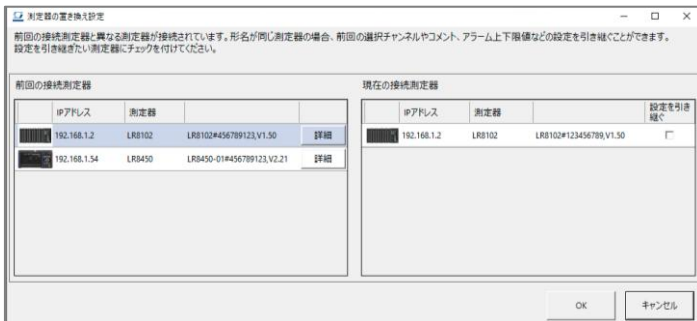 測定器の置き換え設定
前回の接続測定器と異なる測定器が接続されています。形名が同じ測定器の場合、前回の選択チャンネルやコメント、アラーム上下限値などの設定を引き継ぐことができます。
設定を引き継ぎたい測定器にチェックを付けてください。
前回の接続測定器
IPアドレス 測定器
192.168.1.2 LR8102 LR8102#456789123,V1.50 詳細
192.168.1.54 LR8450 LR8450-01#456789123,V2.21 詳細
現在の接続測定器
IPアドレス 測定器 設定を引き
継ぐ
192.168.1.2 LR8102 LR8102#123456789,V1.50
OK キャンセル